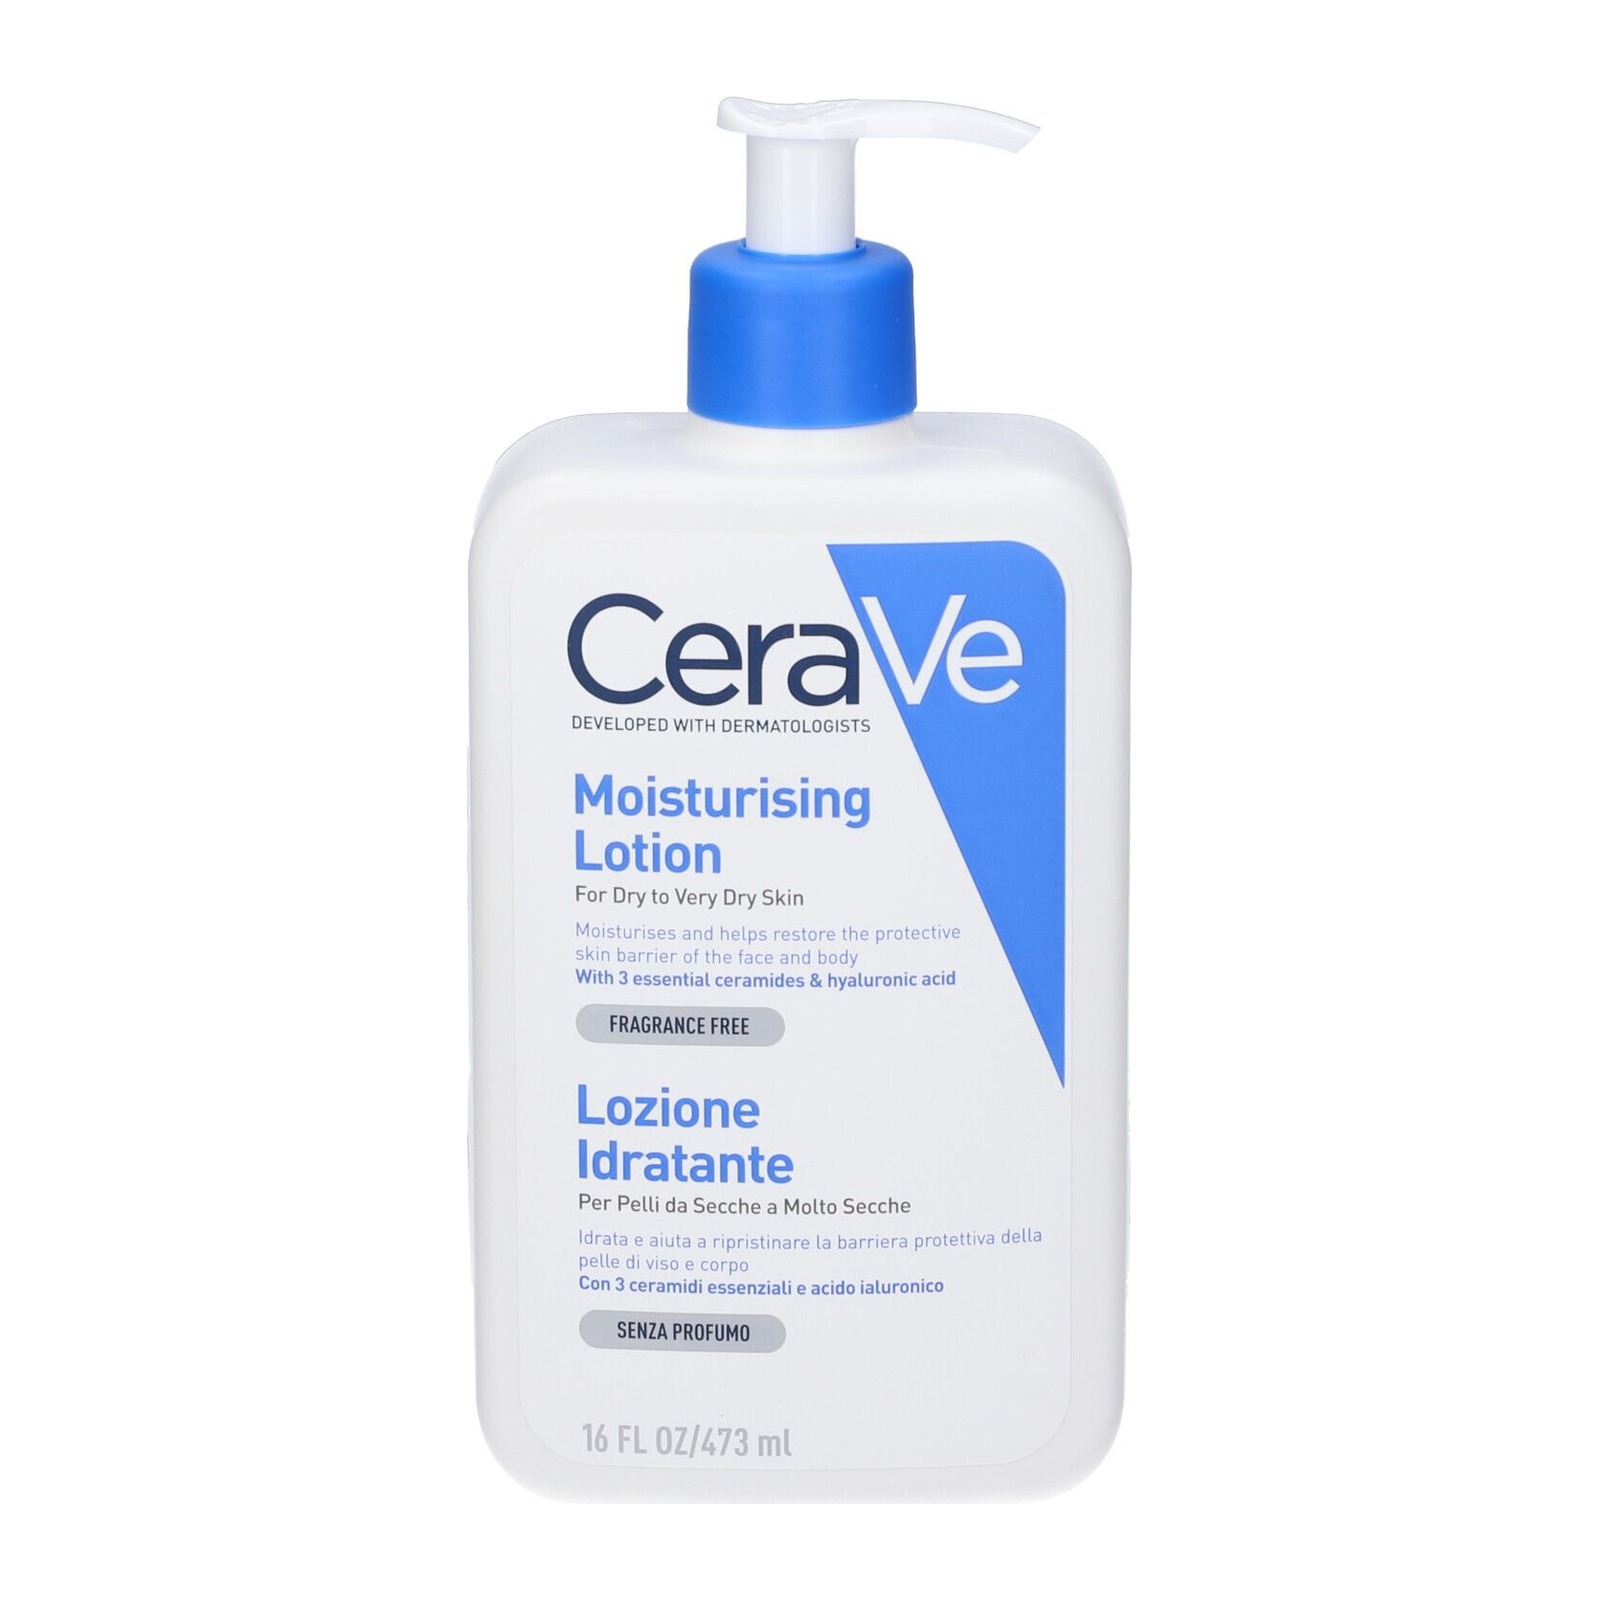 CeraVe
DEVELOPED WITH DERMATOLOGISTS
Moisturising
Lotion
For Dry to Very Dry Skin
Moisturises and helps restore the protective
skin barrier of the face and body
With 3 essential ceramides & hyaluronic acid
FRAGRANCE FREE
Lozione
Idratante
Per Pelli da Secche a Molto Secche
Idrata e aiuta a ripristinare la barriera protettiva della
pelle di viso e corpo
Con 3 ceramidi essenziali e acido ialuronico
SENZA PROFUMO
16 FL OZ/473 ml